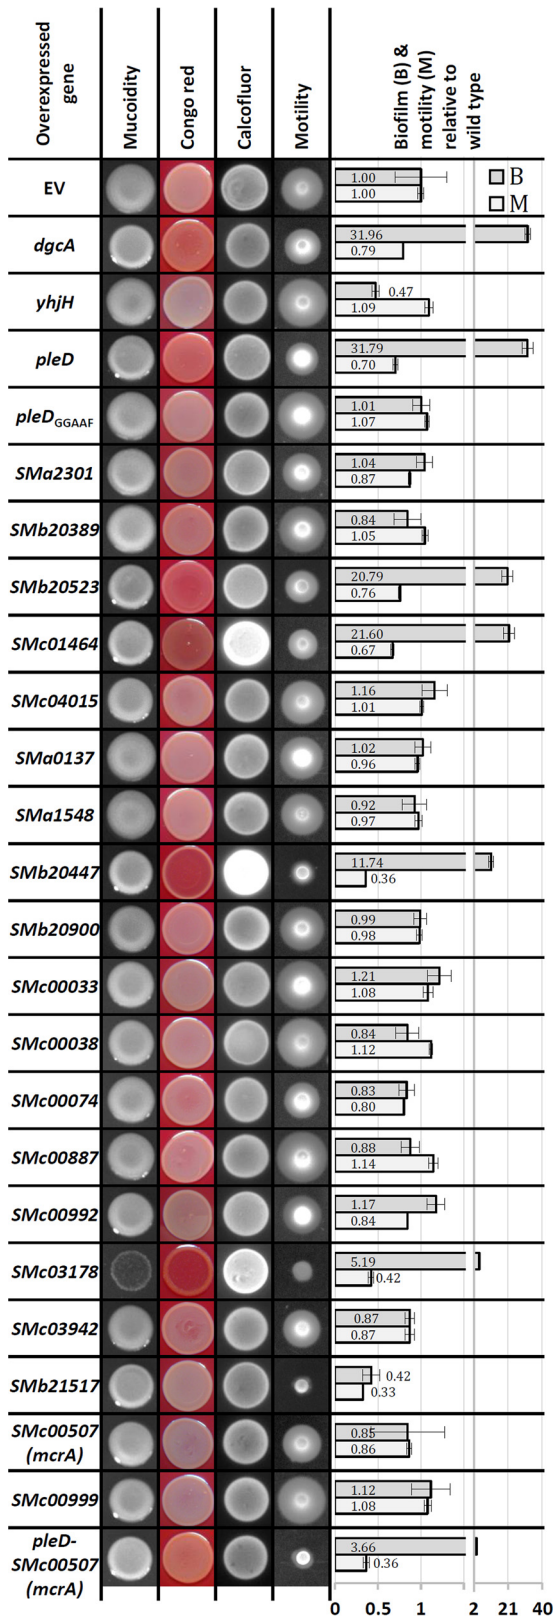 Overexpressed
gene
Mucoidity
Congo red
Calcofluor
Motility
Biofilm (B) &
motility (M)
relative to
wild type
B
M
EV
1.00
1.00
dgcA
31.96
0.79
yhjH
0.47
1.09
pleD
31.79
0.70
pleDGGAAF
1.01
1.07
SMa2301
1.04
0.87
SMb20389
0.84
1.05
SMb20523
20.79
0.76
SMc01464
21.60
0.67
SMc04015
1.16
1.01
SMa0137
1.02
0.96
SMa1548
0.92
0.97
SMb20447
11.74
0.36
SMb20900
0.99
0.98
SMc00033
1.21
1.08
SMc00038
0.84
1.12
SMc00074
0.83
0.80
SMc00887
0.88
1.14
SMc00992
1.17
0.84
SMc03178
5.19
0.42
SMc03942
0.87
0.87
SMb21517
0.42
0.33
SMc00507
(mcrA)
0.85
0.86
SMc00999
1.12
1.08
pleD-
SMc00507
(mcrA)
3.66
0.36
0 0.5 1 2 21 40